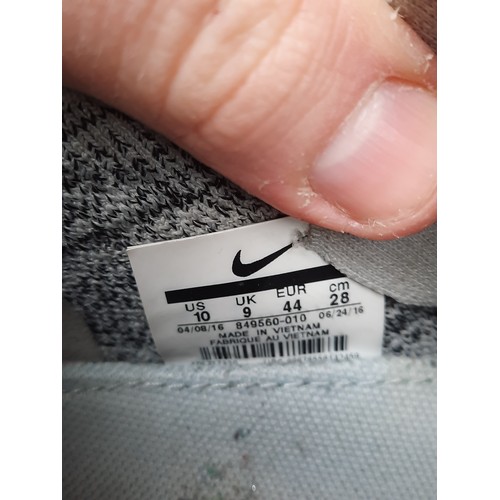 US UK EUR cm
10 9 44 28
04/08/16 849560-010 06/24/16
MADE IN VIETNAM
FABRIQUE AU VIETNAM